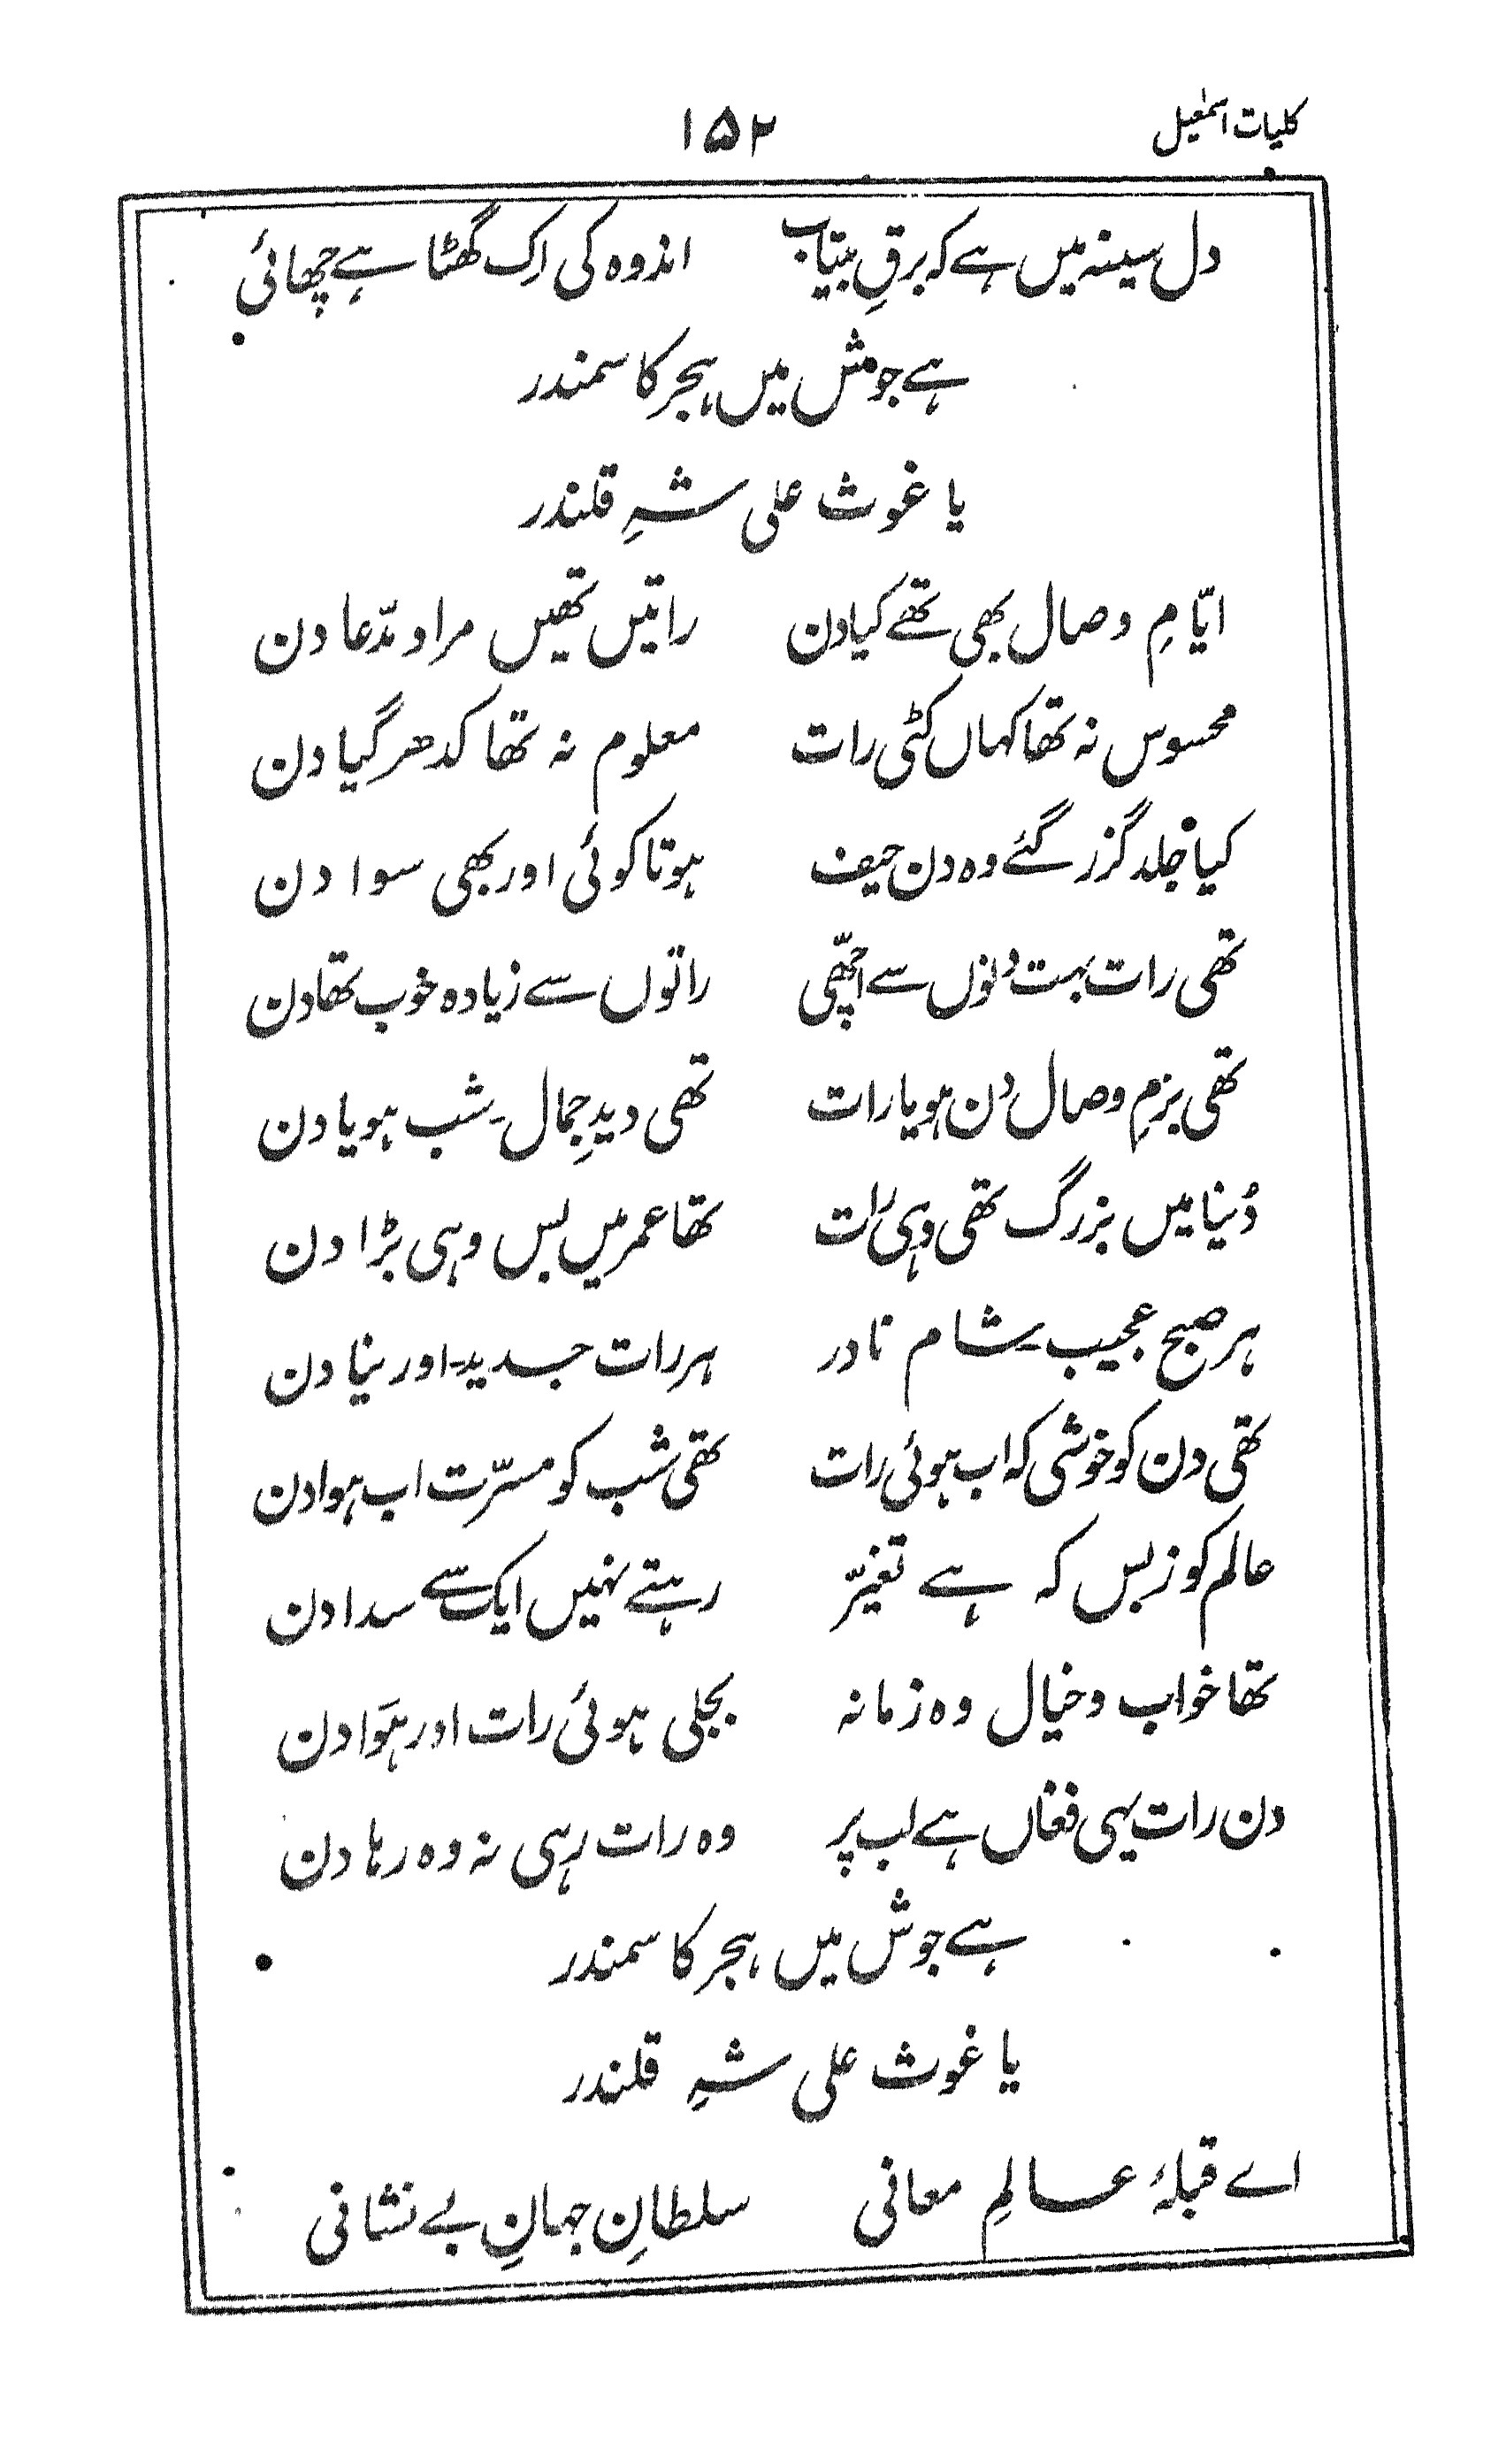 کلیات اسمٰعیل ۱۵۲
دل سینہ میں ہے کہ برقِ بیتاب اندوہ کی اِک گھٹا ہے چھائی
ہے جوش میں ہجر کا سمندر
یا غوث علی شہِ قلندر
ایّامِ وصال بھی تھے کیا دن راتیں تھیں مراد و مدّعا دن
محسوس نہ تھا کہاں کٹی رات معلوم نہ تھا کدھر گیا دن
کیا جلد گزر گئے وہ دن حیف ہوتا کوئی اور بھی سوا دن
تھی رات بہت دنوں سے اچھّی راتوں سے زیادہ خوب تھا دن
تھی بزمِ وصال دن ہو یا رات تھی دیدِ جمال۔ شب ہو یا دن
دُنیا میں بزرگ تھی وہی رات تھا عمر میں بس وہی بڑا دن
ہر صبح عجیب۔ شام نادر ہر رات جدید۔ اور نیا دن
تھی دن کو خوشی کہ اب ہوئی رات تھی شب کو مسرّت اب ہوا دن
عالم کو ز بس کہ ہے تغیّر رہتے نہیں ایک سے سدا دن
تھا خواب و خیال وہ زمانہ بجلی ہوئی رات اور ہَوا دن
دن رات یہی فغاں ہے لب پر وہ رات رہی نہ وہ رہا دن
ہے جوش میں ہجر کا سمندر
یا غوث علی شہِ قلندر
اے قبلۂ عالمِ معانی سلطانِ جہانِ بے نشانی